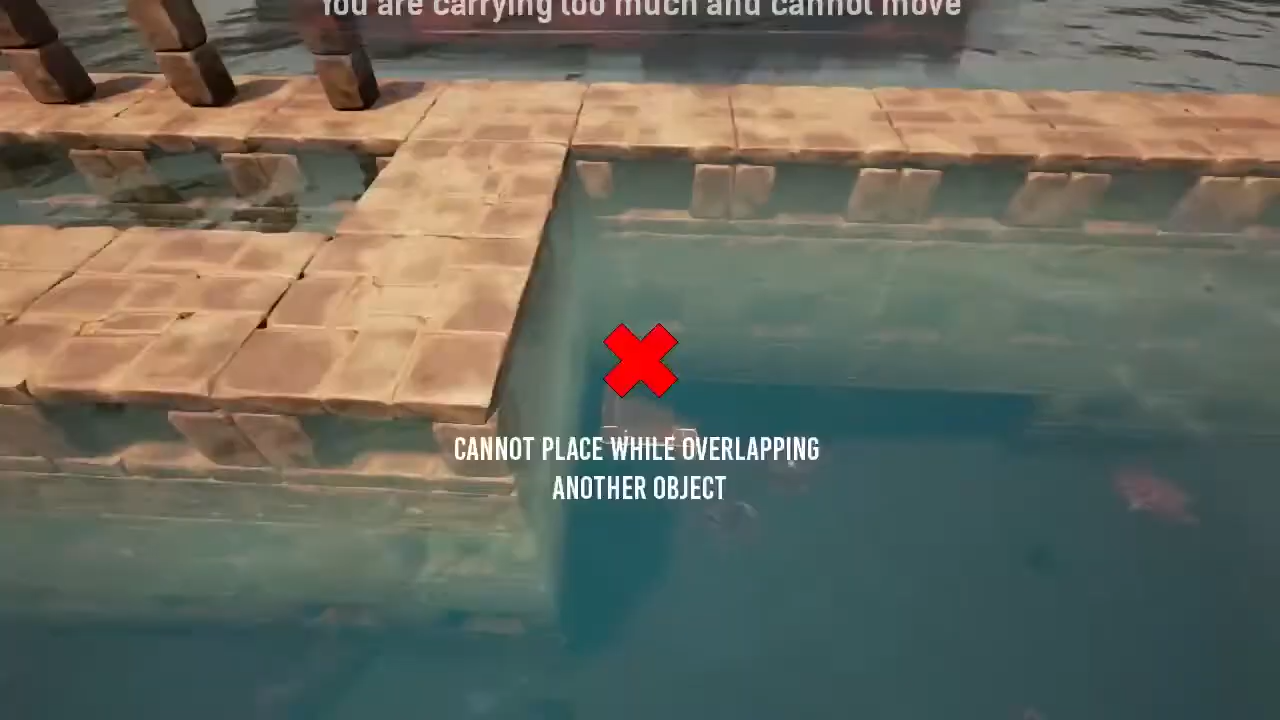 You are carrying too much and cannot move
CANNOT PLACE WHILE OVERLAPPING
ANOTHER OBJECT